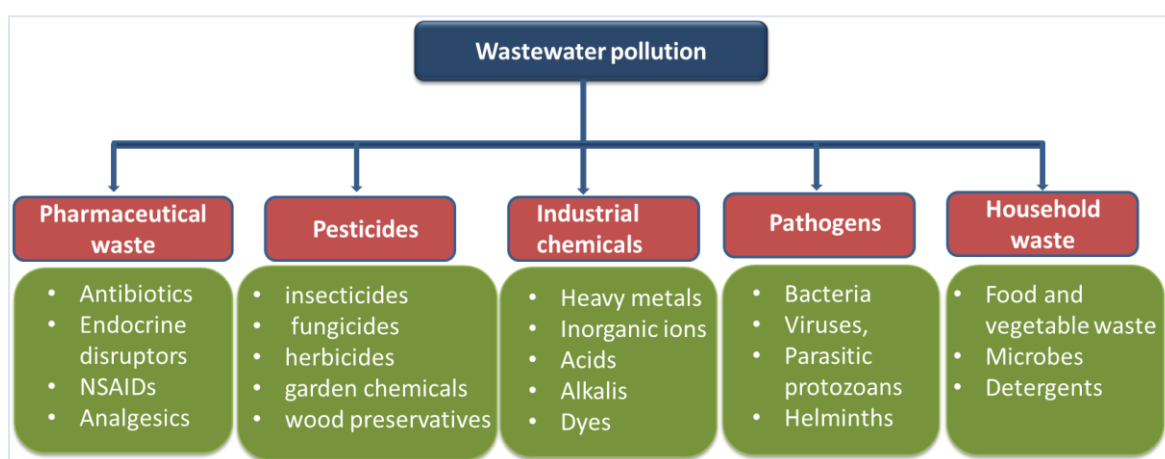 Wastewater pollution
Pharmaceutical
waste
Pesticides
Industrial
chemicals
Pathogens
Household
waste
• Antibiotics
• Endocrine
disruptors
• NSAIDs
• Analgesics
• insecticides
• fungicides
• herbicides
• garden chemicals
• wood preservatives
• Heavy metals
• Inorganic ions
• Acids
• Alkalis
• Dyes
• Bacteria
• Viruses,
• Parasitic
protozoans
• Helminths
• Food and
vegetable waste
• Microbes
• Detergents